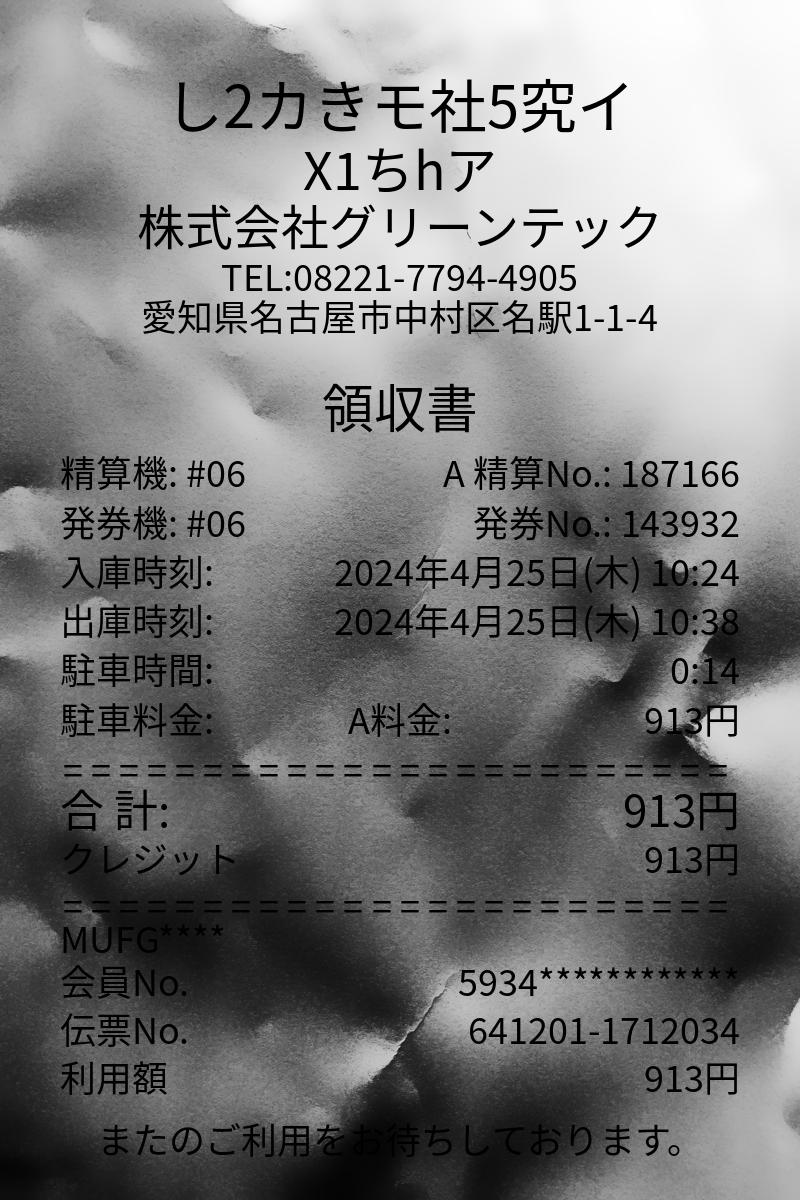 し2カきモ社5究イ
X1ちhア
株式会社グリーンテック
TEL:08221-7794-4905
愛知県名古屋市中村区名駅1-1-4
領収書
精算機: #06 A 精算No.: 187166
発券機: #06 発券No.: 143932
入庫時刻: 2024年4月25日(木) 10:24
出庫時刻: 2024年4月25日(木) 10:38
駐車時間: 0:14
駐車料金: A料金: 913円
========================
合 計: 913円
クレジット 913円
========================
MUFG****
会員No. 5934************
伝票No. 641201-1712034
利用額 913円
またのご利用をお待ちしております。